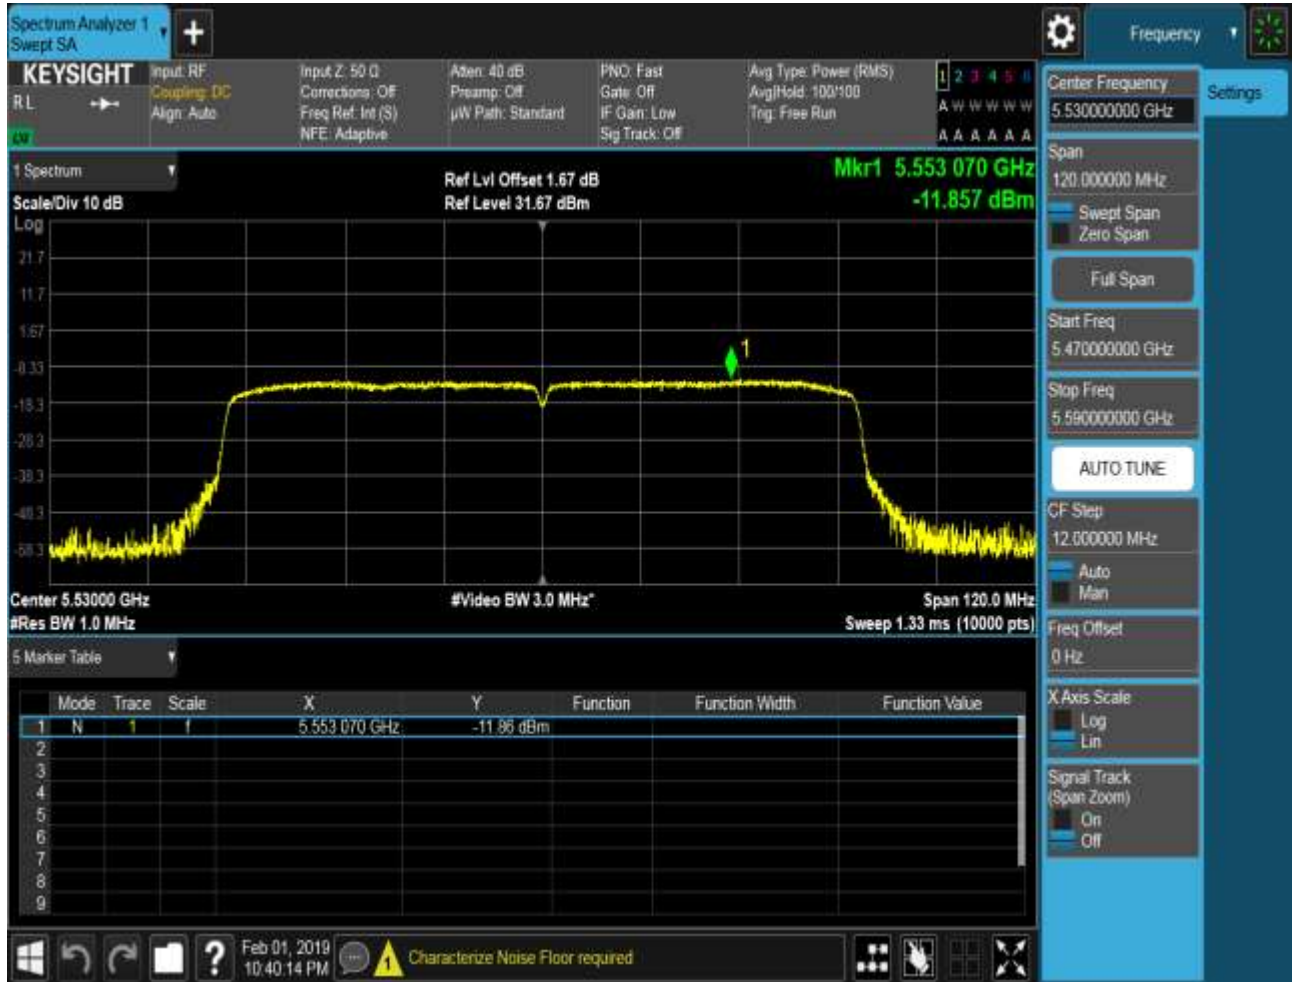 Spectrum Analyzer 1
Swept SA
Frequency
KEYSIGHT
RL
Input: RF
Coupling: DC
Align: Auto
Input Z: 50 Ω
Corrections: Off
Freq Ref: Int (S)
NFE: Adaptive
Atten: 40 dB
Preamp: Off
µW Path: Standard
PNO: Fast
Gate: Off
IF Gain: Low
Sig Track: Off
Avg Type: Power (RMS)
Avg|Hold: 100/100
Trig: Free Run
1 2 3 4 5 6
A W W W W W
A A A A A A
1 Spectrum
Scale/Div 10 dB
Ref Lvl Offset 1.67 dB
Ref Level 31.67 dBm
Mkr1 5.553 070 GHz
-11.857 dBm
Log
21.7
11.7
1.67
-8.33
-18.3
-28.3
-38.3
-48.3
-58.3
1
Center 5.53000 GHz
#Res BW 1.0 MHz
#Video BW 3.0 MHz*
Span 120.0 MHz
Sweep 1.33 ms (10000 pts)
5 Marker Table
Mode Trace Scale X Y Function Function Width Function Value
1 N 1 f 5.553 070 GHz -11.86 dBm
2
3
4
5
6
7
8
9
Feb 01, 2019
10:40:14 PM
1
Characterize Noise Floor required
Settings
Center Frequency
5.530000000 GHz
Span
120.000000 MHz
Swept Span
Zero Span
Full Span
Start Freq
5.470000000 GHz
Stop Freq
5.590000000 GHz
AUTO TUNE
CF Step
12.000000 MHz
Auto
Man
Freq Offset
0 Hz
X Axis Scale
Log
Lin
Signal Track
(Span Zoom)
On
Off